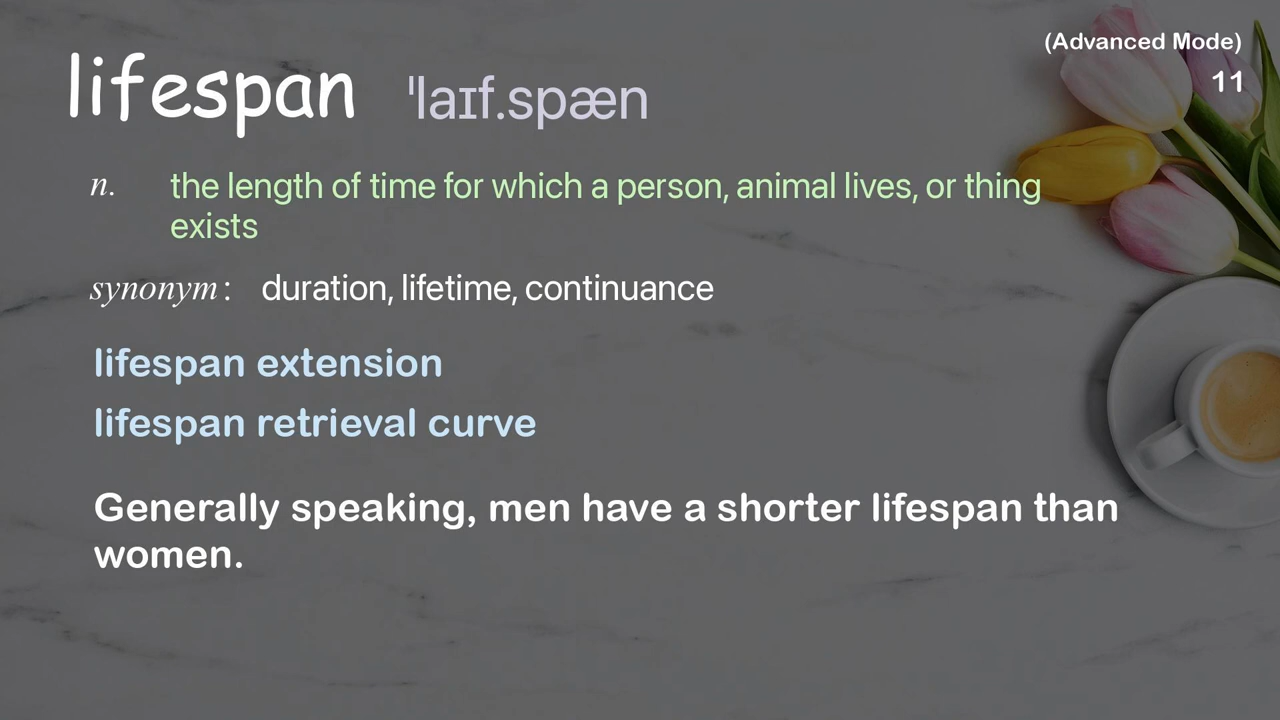 (Advanced Mode)
11
lifespan ˈlaɪf.spæn
n. the length of time for which a person, animal lives, or thing
exists
synonym: duration, lifetime, continuance
lifespan extension
lifespan retrieval curve
Generally speaking, men have a shorter lifespan than
women.